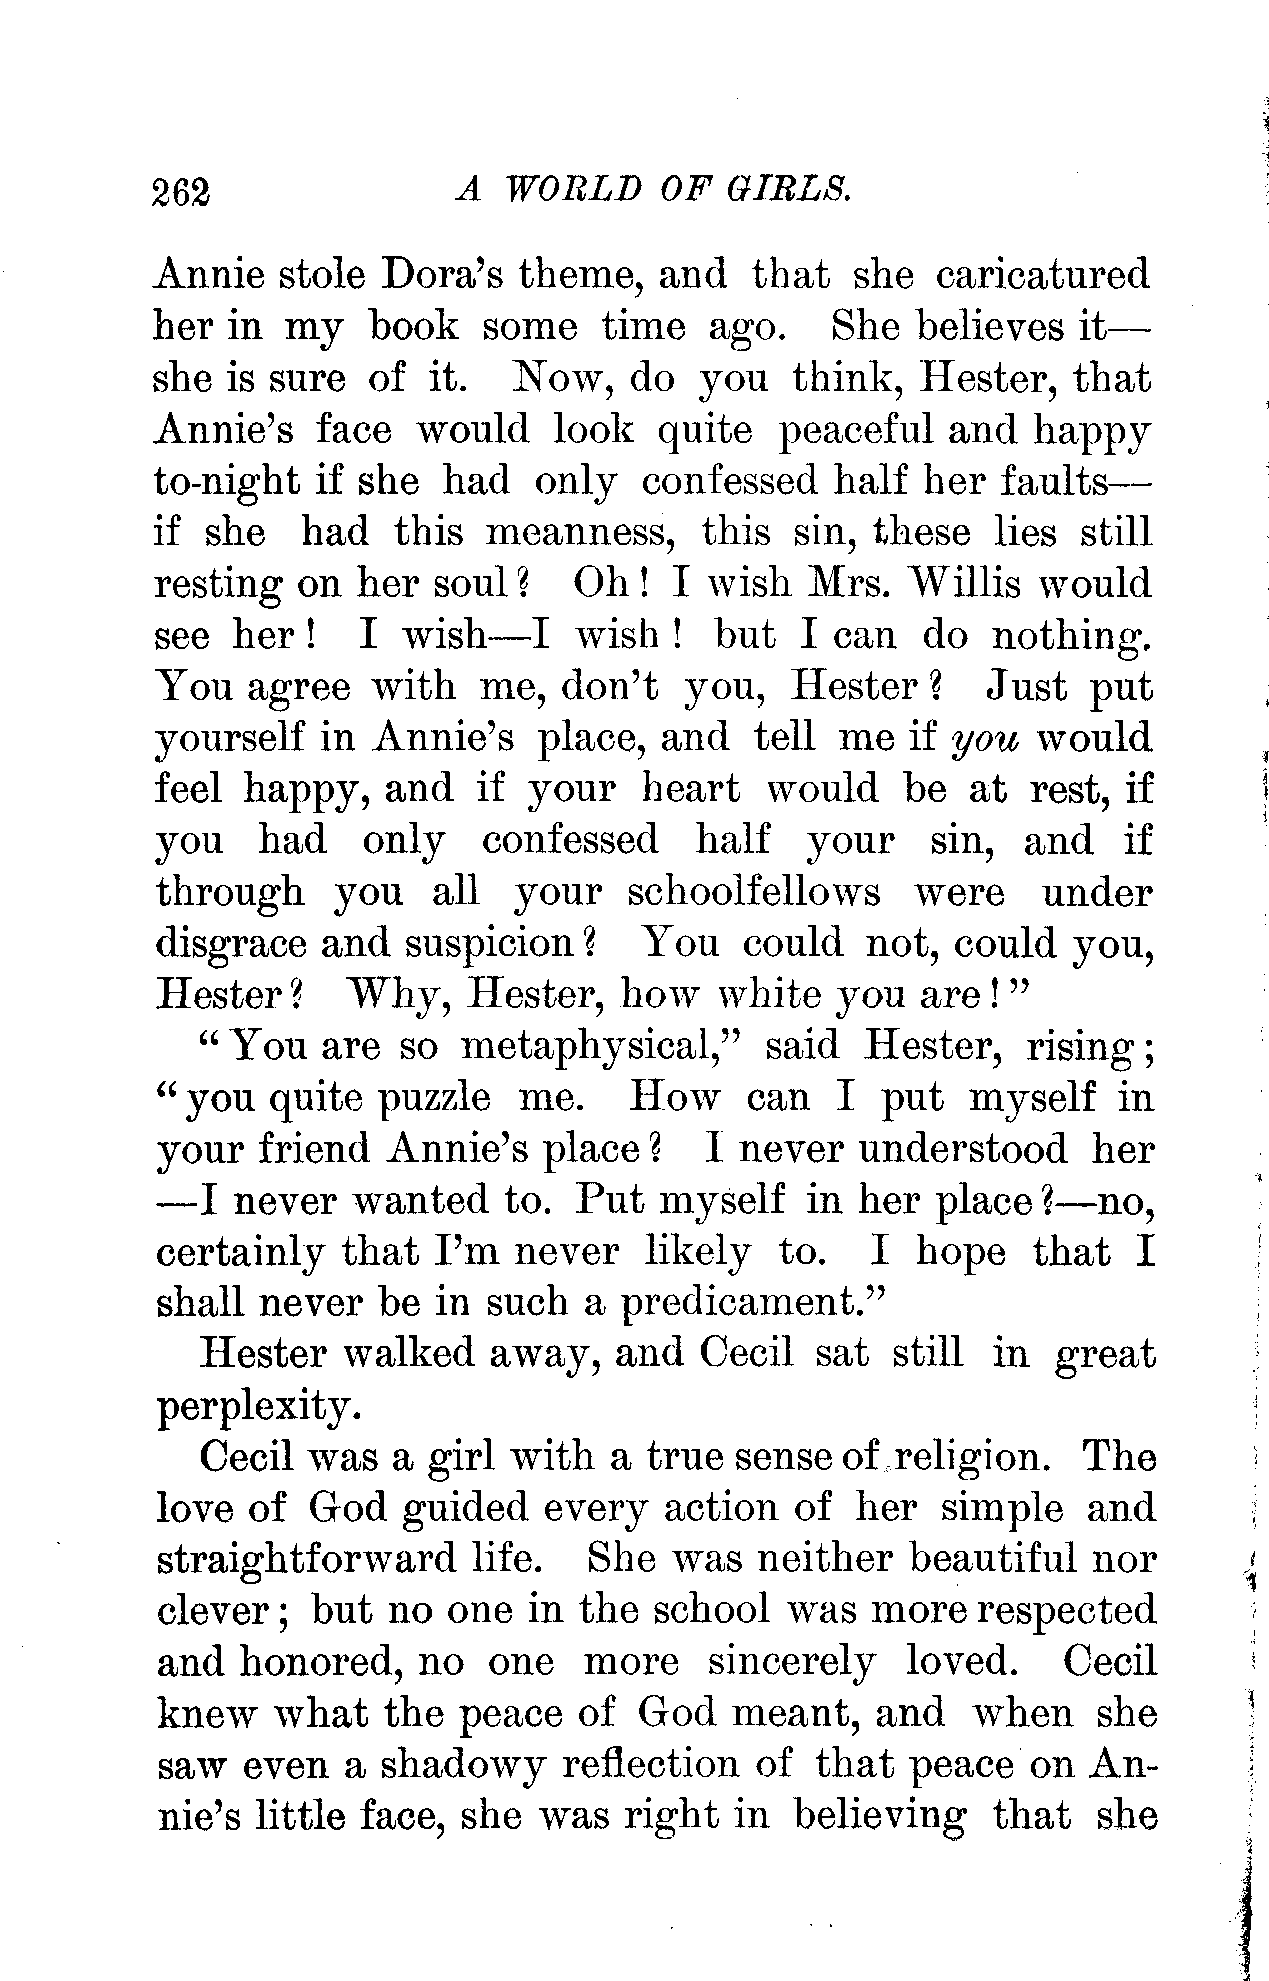 262 A WORLD OF GIRLS.
Annie stole Dora's theme, and that she caricatured
her in my book some time ago. She believes it—
she is sure of it. Now, do you think, Hester, that
Annie's face would look quite peaceful and happy
to-night if she had only confessed half her faults—
if she had this meanness, this sin, these lies still
resting on her soul? Oh! I wish Mrs. Willis would
see her! I wish—I wish! but I can do nothing.
You agree with me, don't you, Hester? Just put
yourself in Annie's place, and tell me if you would
feel happy, and if your heart would be at rest, if
you had only confessed half your sin, and if
through you all your schoolfellows were under
disgrace and suspicion? You could not, could you,
Hester? Why, Hester, how white you are!"
"You are so metaphysical," said Hester, rising;
"you quite puzzle me. How can I put myself in
your friend Annie's place? I never understood her
—I never wanted to. Put myself in her place?—no,
certainly that I'm never likely to. I hope that I
shall never be in such a predicament."
Hester walked away, and Cecil sat still in great
perplexity.
Cecil was a girl with a true sense of religion. The
love of God guided every action of her simple and
straightforward life. She was neither beautiful nor
clever; but no one in the school was more respected
and honored, no one more sincerely loved. Cecil
knew what the peace of God meant, and when she
saw even a shadowy reflection of that peace on An-
nie's little face, she was right in believing that she